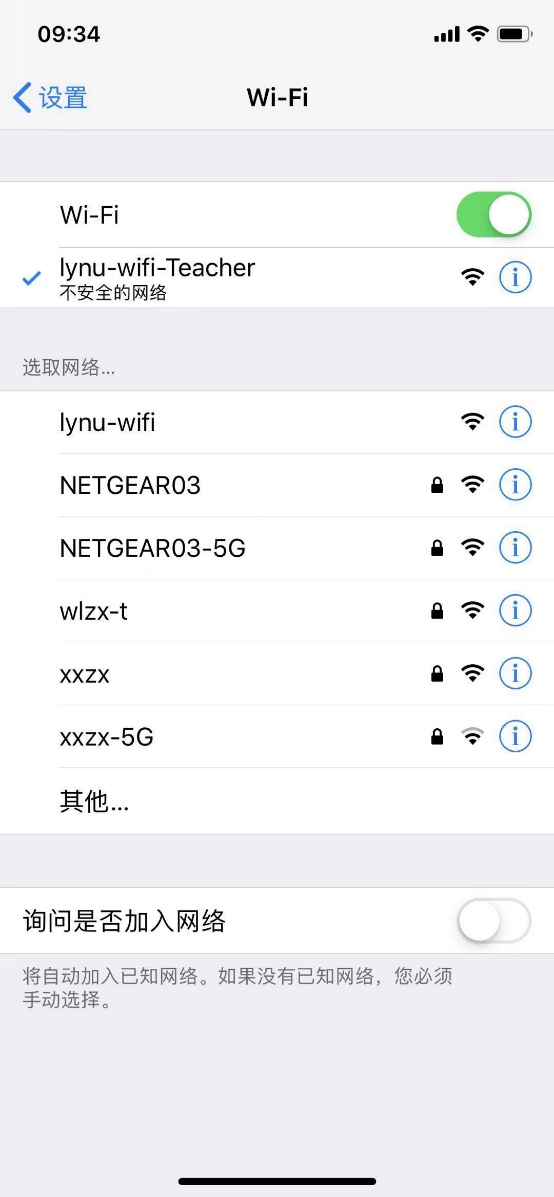 09:34
设置
Wi-Fi
Wi-Fi
lynu-wifi-Teacher
不安全的网络
选取网络...
lynu-wifi
NETGEAR03
NETGEAR03-5G
wlzx-t
xxzx
xxzx-5G
其他...
询问是否加入网络
将自动加入已知网络。如果没有已知网络，您必须
手动选择。